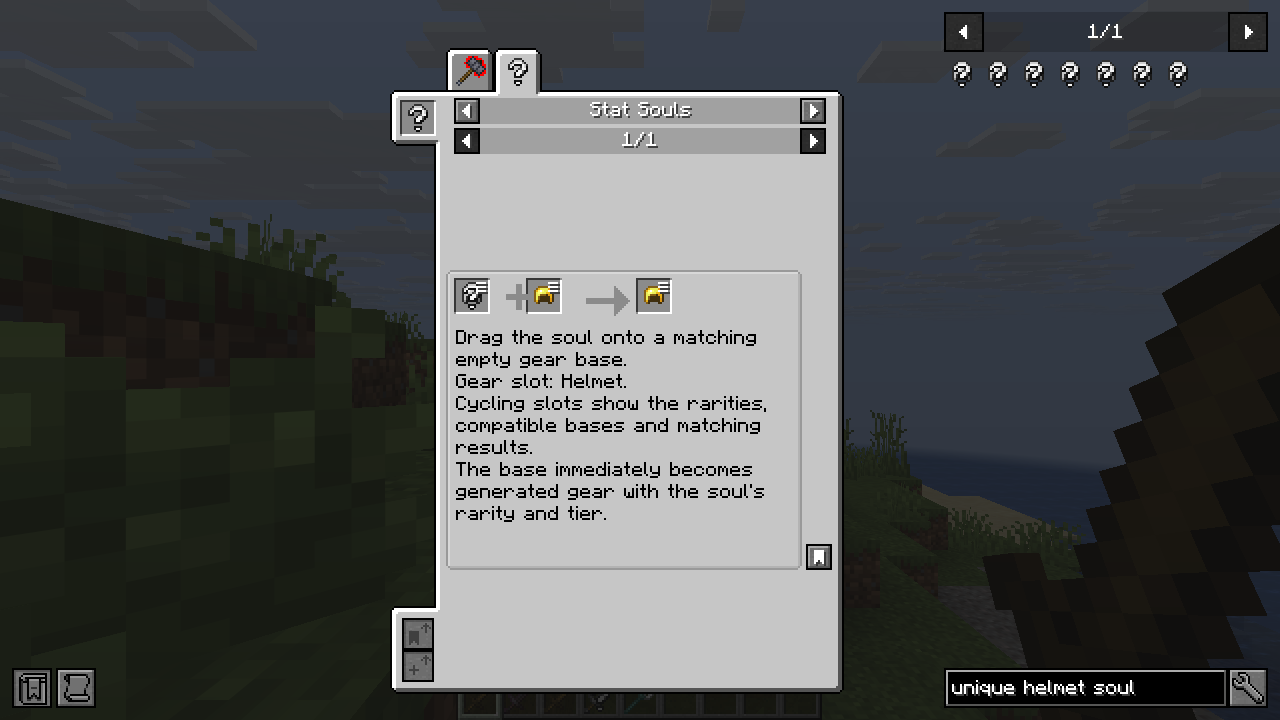 1/1
Stat Souls
1/1
Drag the soul onto a matching
empty gear base.
Gear slot: Helmet.
Cycling slots show the rarities,
compatible bases and matching
results.
The base immediately becomes
generated gear with the soul's
rarity and tier.
unique helmet soul